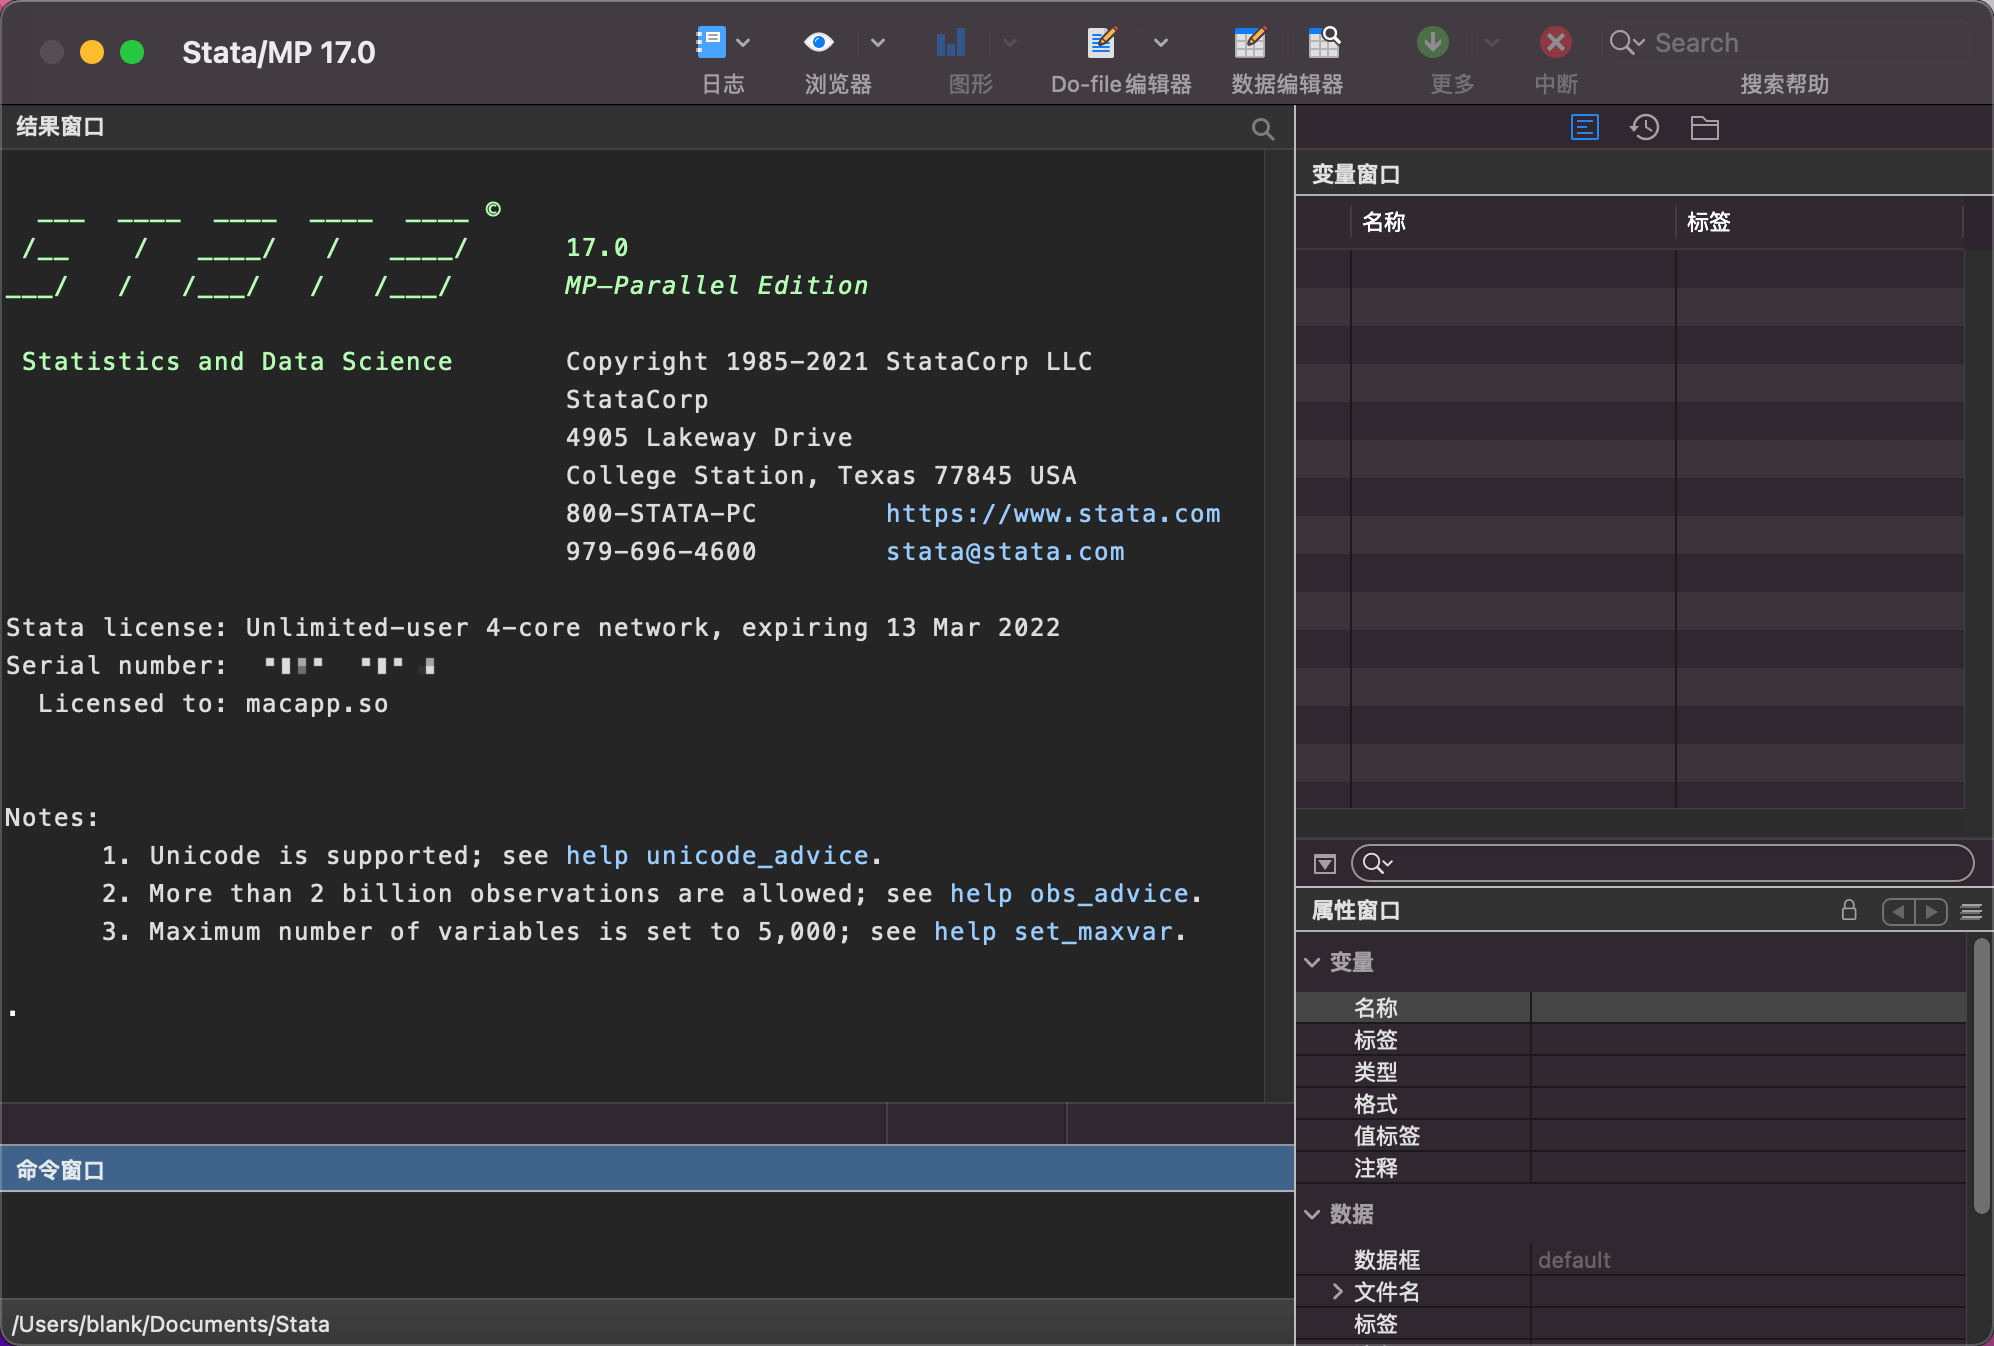 Stata/MP 17.0
日志
浏览器
图形
Do-file 编辑器
数据编辑器
更多
中断
Search
搜索帮助
结果窗口
___  ____  ____  ____  ____ ©
/__    /   ____/   /   ____/      17.0
___/   /   /___/   /   /___/       MP—Parallel Edition
Statistics and Data Science       Copyright 1985-2021 StataCorp LLC
StataCorp
4905 Lakeway Drive
College Station, Texas 77845 USA
800-STATA-PC        https://www.stata.com
979-696-4600        stata@stata.com
Stata license: Unlimited-user 4-core network, expiring 13 Mar 2022
Serial number:
Licensed to: macapp.so
Notes:
1. Unicode is supported; see help unicode_advice.
2. More than 2 billion observations are allowed; see help obs_advice.
3. Maximum number of variables is set to 5,000; see help set_maxvar.
.
命令窗口
/Users/blank/Documents/Stata
变量窗口
名称 标签
属性窗口
变量
名称
标签
类型
格式
值标签
注释
数据
数据框 default
文件名
标签